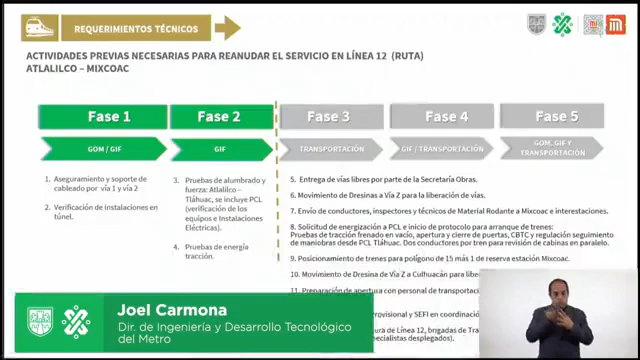 REQUERIMIENTOS TÉCNICOS
ACTIVIDADES PREVIAS NECESARIAS PARA REANUDAR EL SERVICIO EN LÍNEA 12 (RUTA)
ATLALILCO – MIXCOAC
Fase 1
Fase 2
Fase 3
Fase 4
Fase 5
GOM / GIF
GIF
TRANSPORTACIÓN
GIF / TRANSPORTACIÓN
GOM, GIF Y
TRANSPORTACIÓN
1. Aseguramiento y soporte de
cableado por vía 1 y vía 2
2. Verificación de instalaciones en
túnel.
3. Pruebas de alumbrado y
fuerza: Atlalilco –
Tláhuac, se incluye PCL
(verificación de los
equipos e Instalaciones
Eléctricas).
4. Pruebas de energía
tracción.
5. Entrega de vías libres por parte de la Secretaría Obras.
6. Movimiento de Dresinas a Vía Z para la liberación de vías.
7. Envío de conductores, inspectores y técnicos de Material Rodante a Mixcoac e interestaciones.
8. Solicitud de energización a PCL e inicio de protocolo para arranque de trenes:
Pruebas de tracción frenado en vacío, apertura y cierre de puertas, CBTC y regulación seguimiento
de maniobras desde PCL Tláhuac. Dos conductores por tren para revisión de cabinas en paralelo.
9. Posicionamiento de trenes para polígono de 15 más 1 de reserva estación Mixcoac.
10. Movimiento de Dresina de Vía Z a Culhuacán para libe
11. Preparación de apertura con personal de transportac
rovisional y SEFI en coordinación
ura de Línea 12, brigadas de Tra
pecialistas desplegados).
Joel Carmona
Dir. de Ingeniería y Desarrollo Tecnológico
del Metro